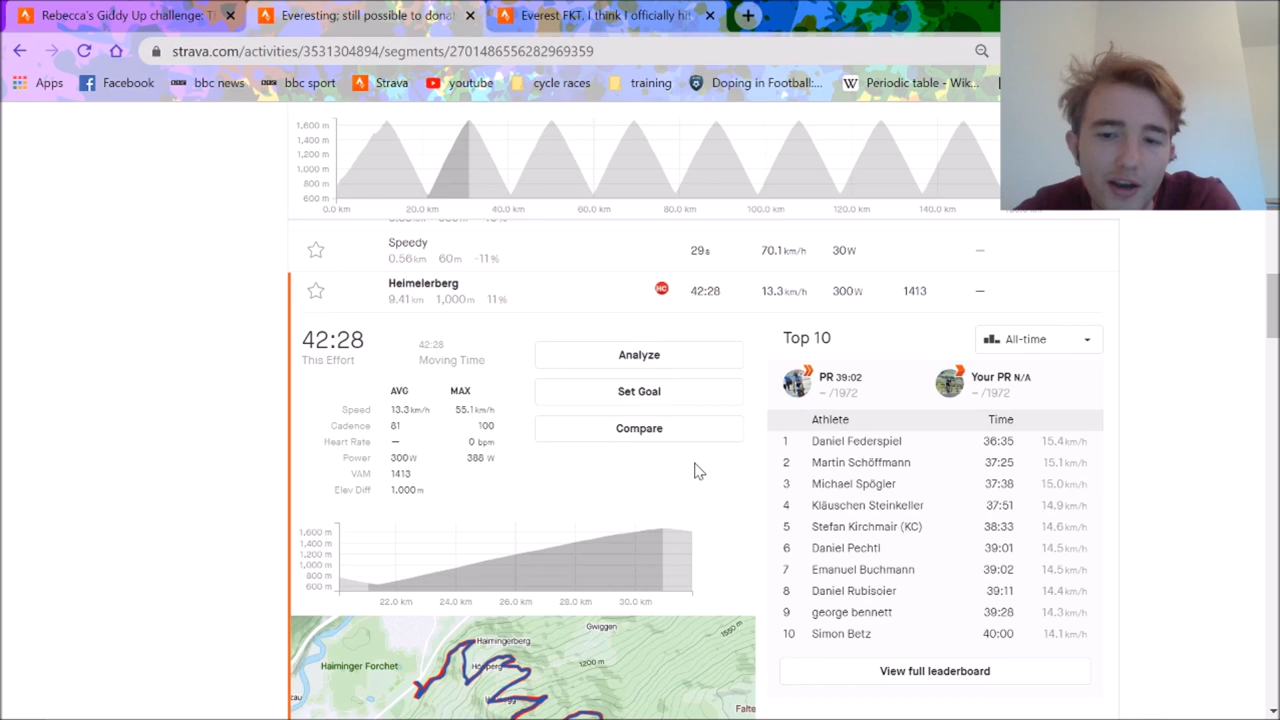 Rebecca's Giddy Up challenge: T
Everesting; still possible to donat
Everest FKT, I think I officially hi
strava.com/activities/3531304894/segments/2701486556282969359
Apps Facebook bbc news bbc sport Strava youtube cycle races training Doping in Football:... Periodic table - Wik...
1,600 m
1,400 m
1,200 m
1,000 m
800 m
600 m
0.0 km 20.0 km 40.0 km 60.0 km 80.0 km 100.0 km 120.0 km 140.0 km
Speedy
0.56 km 60 m -11 %
29s 70.1 km/h 30 W —
Heimelerberg
9.41 km 1,000 m 11 %
HC 42:28 13.3 km/h 300 W 1413 —
42:28
This Effort
42:28
Moving Time
Analyze
Set Goal
Compare
AVG MAX
Speed 13.3 km/h 55.1 km/h
Cadence 81 100
Heart Rate — 0 bpm
Power 300 W 388 W
VAM 1413
Elev Diff 1,000 m
1,600 m
1,400 m
1,200 m
1,000 m
800 m
600 m
22.0 km 24.0 km 26.0 km 28.0 km 30.0 km
Top 10
All-time
PR 39:02
– /1972
Your PR N/A
– /1972
Athlete Time
1 Daniel Federspiel 36:35 15.4 km/h
2 Martin Schöffmann 37:25 15.1 km/h
3 Michael Spögler 37:38 15.0 km/h
4 Kläuschen Steinkeller 37:51 14.9 km/h
5 Stefan Kirchmair (KC) 38:33 14.6 km/h
6 Daniel Pechtl 39:01 14.5 km/h
7 Emanuel Buchmann 39:02 14.5 km/h
8 Daniel Rubisoier 39:11 14.4 km/h
9 george bennett 39:28 14.3 km/h
10 Simon Betz 40:00 14.1 km/h
View full leaderboard
Gwiggen
Haimingerberg
Haiminger Forchet
1200 m
1550 m